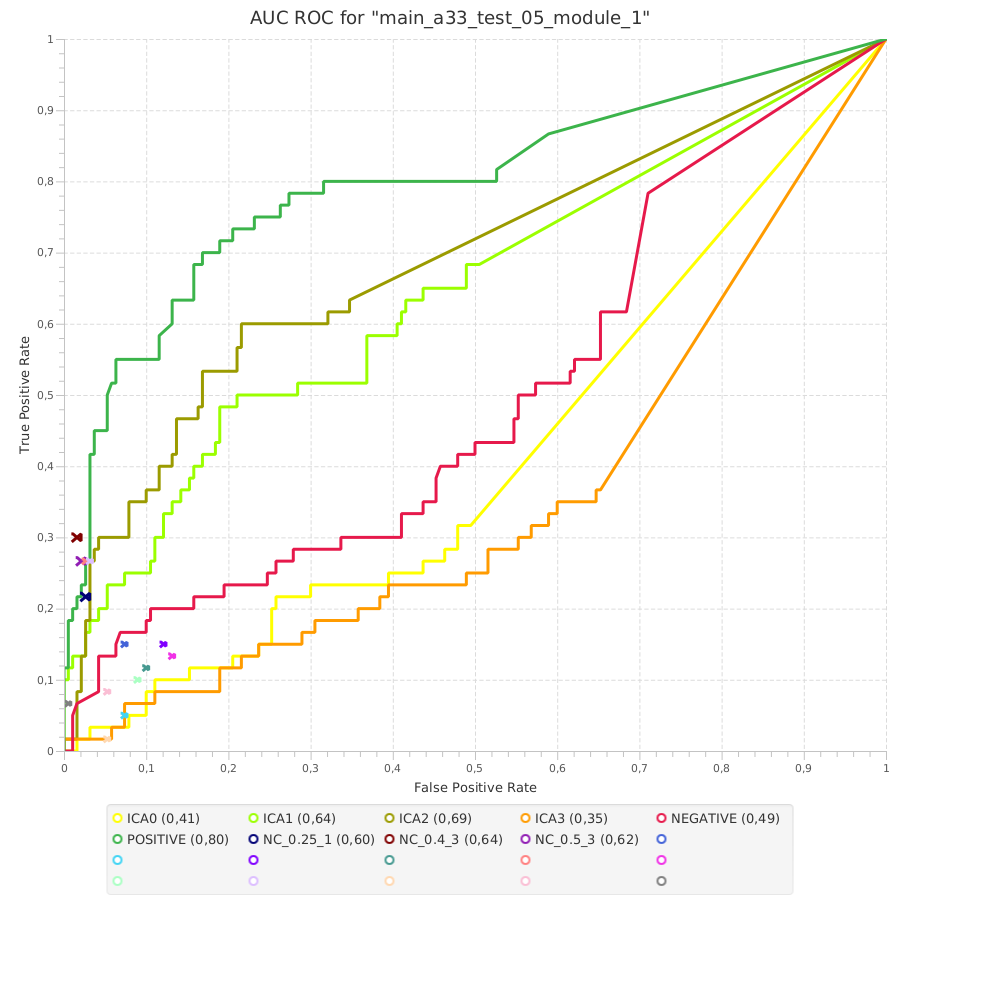 AUC ROC for "main_a33_test_05_module_1"
1
0,9
0,8
0,7
0,6
0,5
0,4
0,3
0,2
0,1
0
True Positive Rate
0 0,1 0,2 0,3 0,4 0,5 0,6 0,7 0,8 0,9 1
False Positive Rate
ICA0 (0,41) ICA1 (0,64) ICA2 (0,69) ICA3 (0,35) NEGATIVE (0,49)
POSITIVE (0,80) NC_0.25_1 (0,60) NC_0.4_3 (0,64) NC_0.5_3 (0,62)